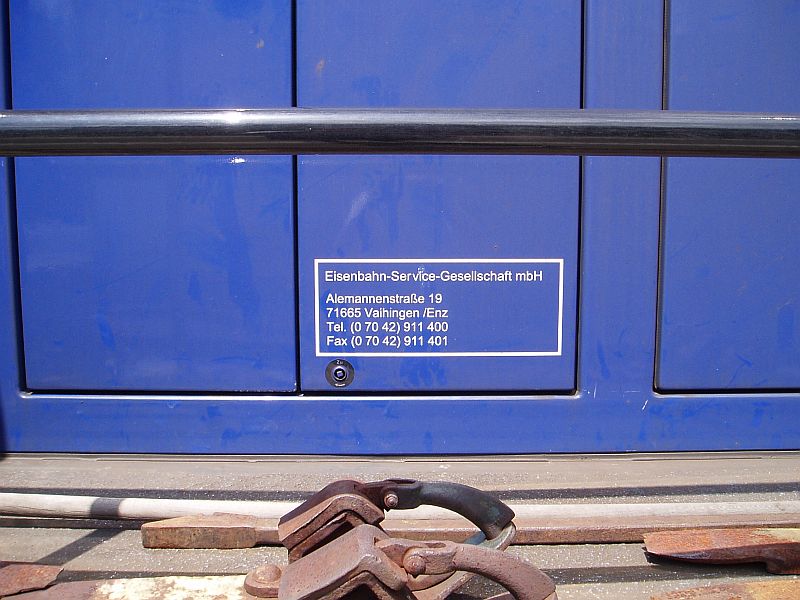 Eisenbahn-Service-Gesellschaft mbH
Alemannenstraße 19
71665 Vaihingen /Enz
Tel. (0 70 42) 911 400
Fax (0 70 42) 911 401